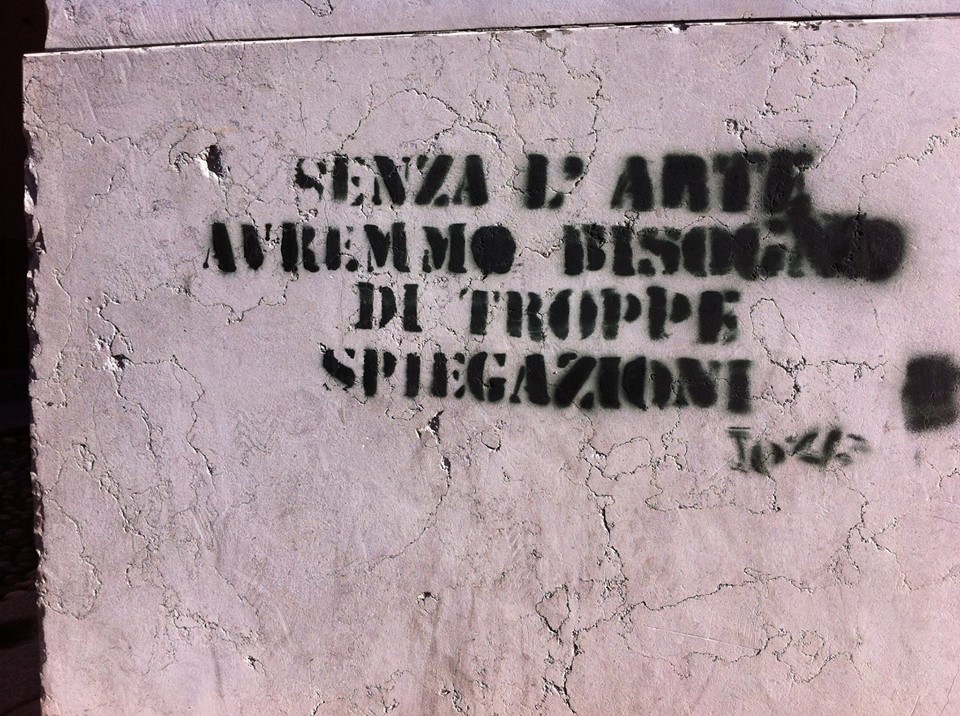 SENZA L' ARTE
AVREMMO BISOGNO
DI TROPPE
SPIEGAZIONI